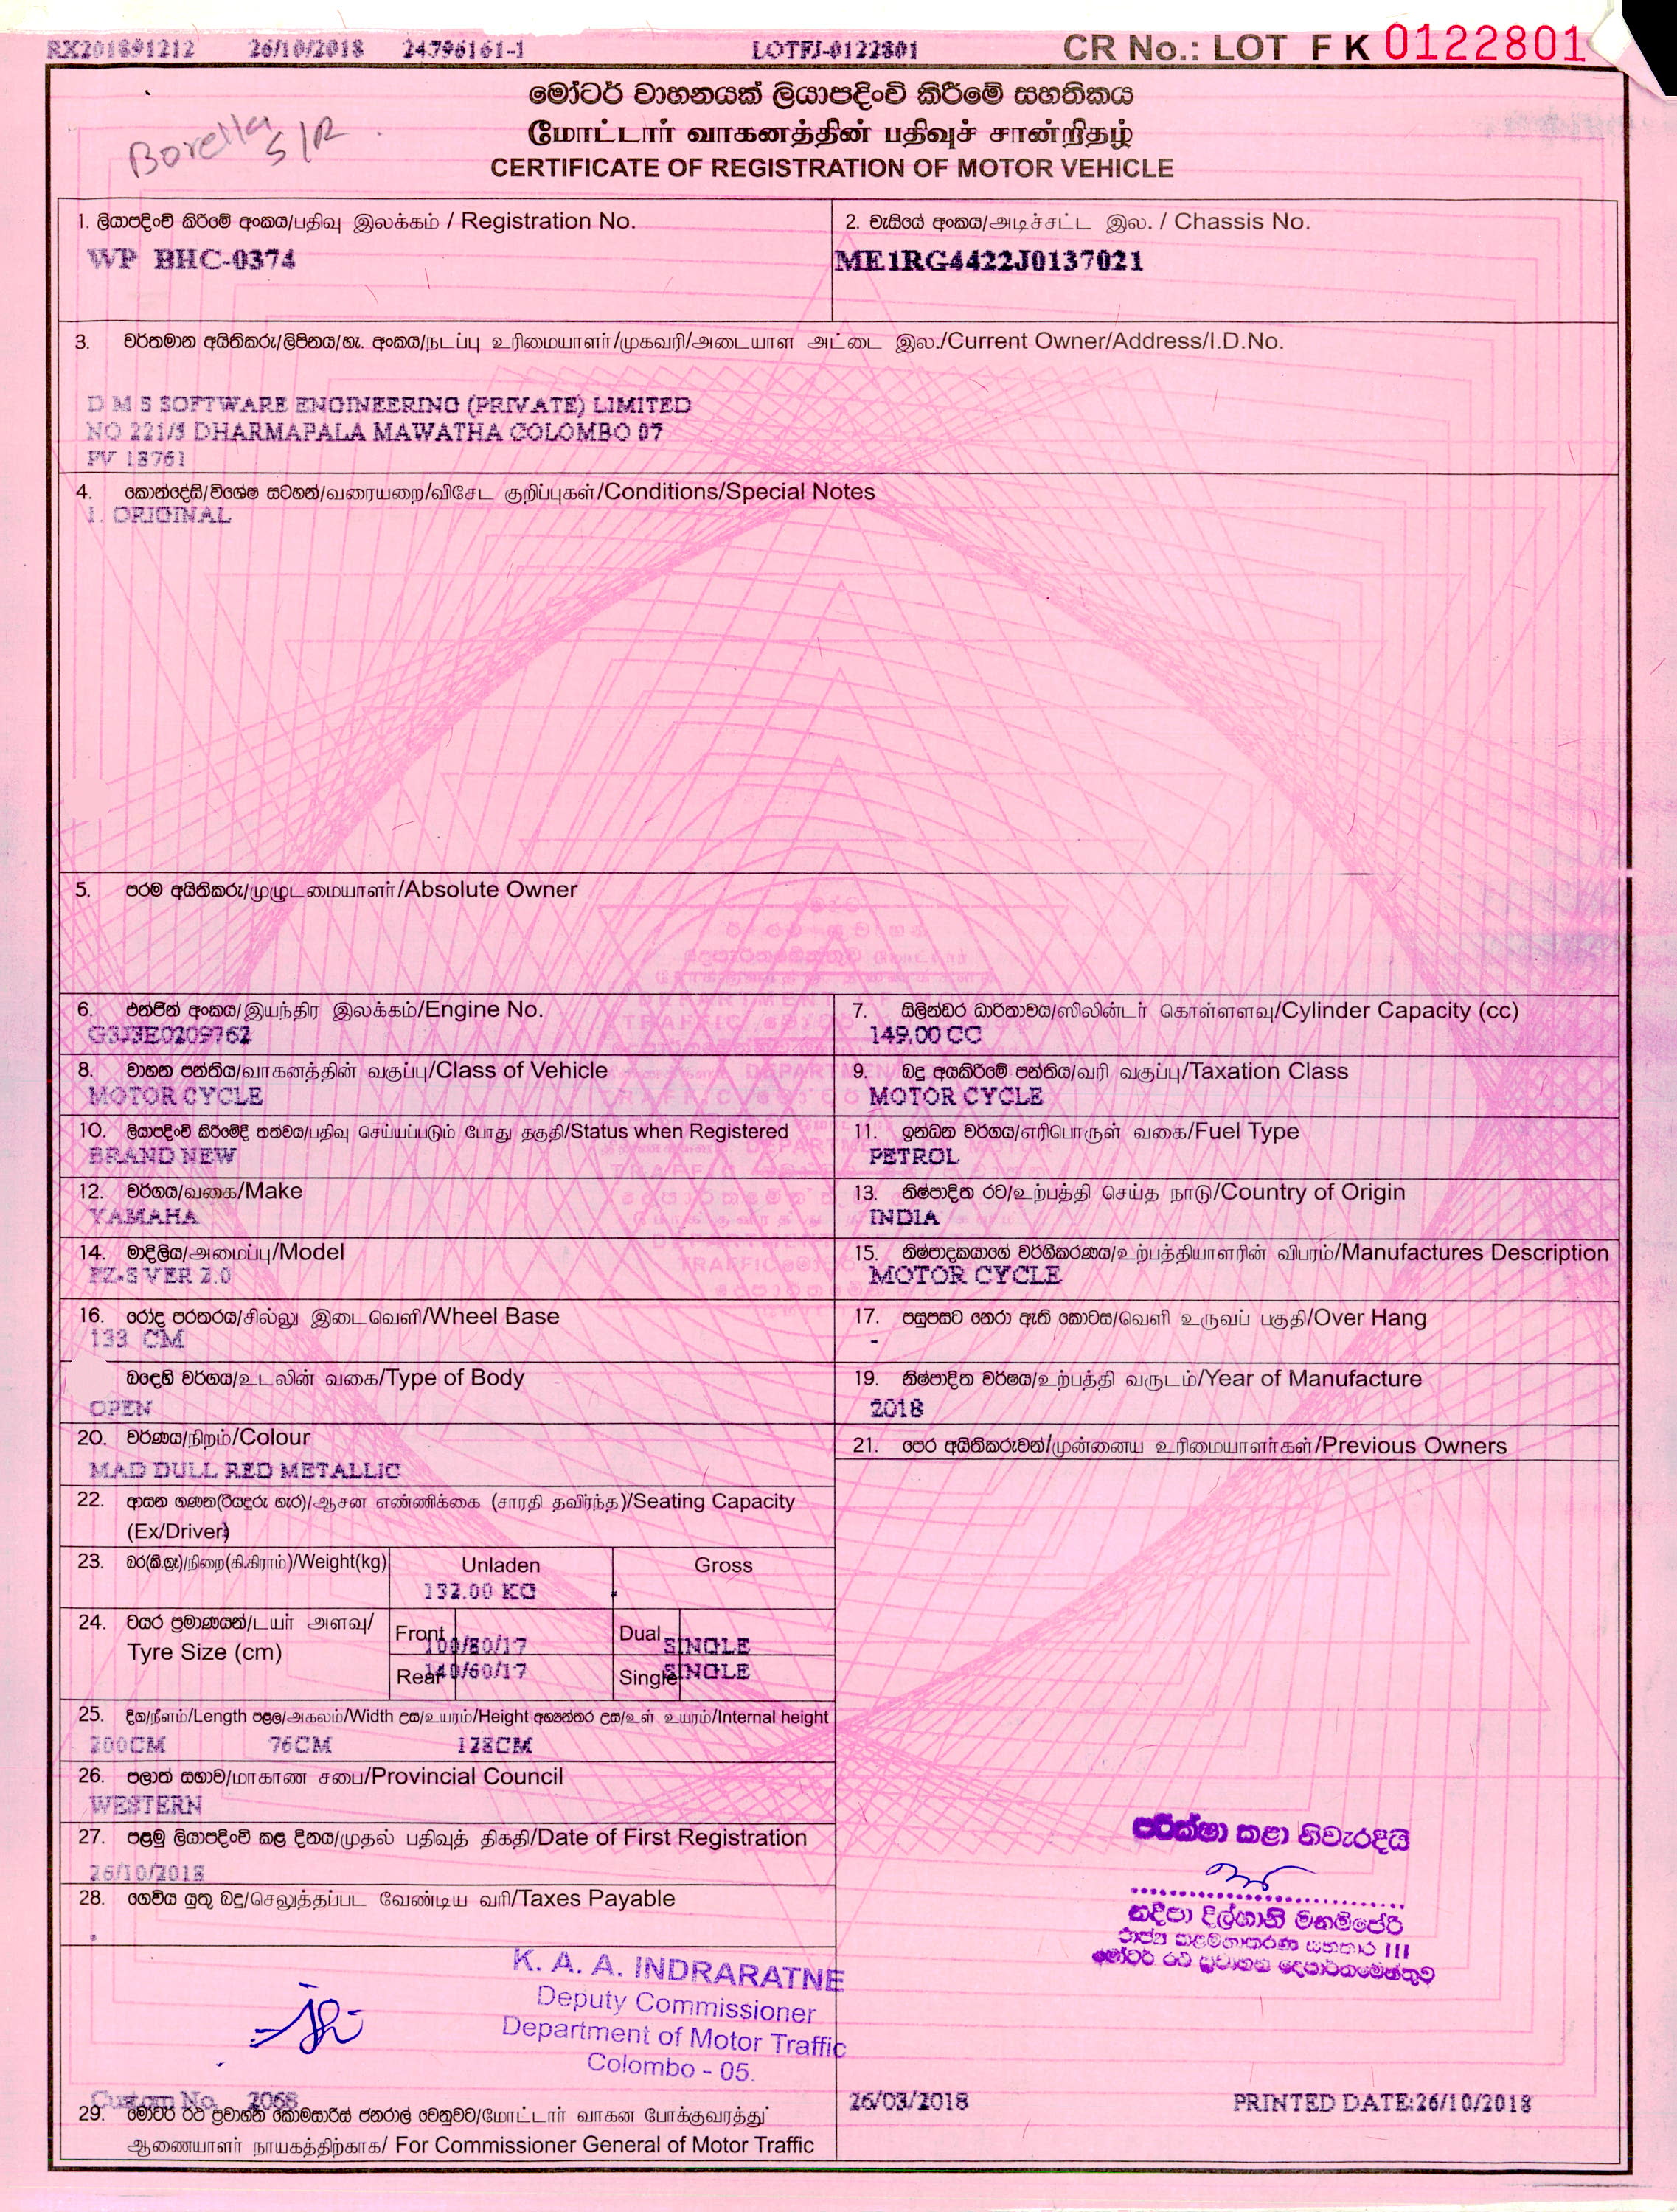 RX201891212 26/10/2018 24796161-1 LOTFJ-0122801 CR No.: LOT F K 0122801
මෝටර් වාහනයක් ලියාපදිංචි කිරීමේ සහතිකය
மோட்டார் வாகனத்தின் பதிவுச் சான்றிதழ்
CERTIFICATE OF REGISTRATION OF MOTOR VEHICLE
Borella S/R
1. ලියාපදිංචි කිරීමේ අංකය/பதிவு இலக்கம் / Registration No.
WP BHC-0374
2. චැසියේ අංකය/அடிச்சட்ட இல. / Chassis No.
ME1RG4422J0137021
3. වර්තමාන අයිතිකරු/ලිපිනය/හැ. අංකය/நடப்பு உரிமையாளர்/முகவரி/அடையாள அட்டை இல./Current Owner/Address/I.D.No.
D M S SOFTWARE ENGINEERING (PRIVATE) LIMITED
NO 221/5 DHARMAPALA MAWATHA COLOMBO 07
PV 13761
4. කොන්දේසි/විශේෂ සටහන්/வரையறை/விசேட குறிப்புகள்/Conditions/Special Notes
1. ORIGINAL
5. පරම අයිතිකරු/முழுடமையாளர்/Absolute Owner
6. එන්ජින් අංකය/இயந்திர இலக்கம்/Engine No.
G3J3E0209762
7. සිලින්ඩර ධාරිතාවය/ஸிலின்டர் கொள்ளளவு/Cylinder Capacity (cc)
149.00 CC
8. වාහන පන්තිය/வாகனத்தின் வகுப்பு/Class of Vehicle
MOTOR CYCLE
9. බදු අයකිරීමේ පන්තිය/வரி வகுப்பு/Taxation Class
MOTOR CYCLE
10. ලියාපදිංචි කිරීමේදී තත්වය/பதிவு செய்யப்படும் போது தகுதி/Status when Registered
BRAND NEW
11. ඉන්ධන වර්ගය/எரிபொருள் வகை/Fuel Type
PETROL
12. වර්ගය/வகை/Make
YAMAHA
13. නිෂ්පාදිත රට/உற்பத்தி செய்த நாடு/Country of Origin
INDIA
14. මාදිලිය/அமைப்பு/Model
FZ-S VER 2.0
15. නිෂ්පාදකයාගේ වර්ගීකරණය/உற்பத்தியாளரின் விபரம்/Manufactures Description
MOTOR CYCLE
16. රෝද පරතරය/சில்லு இடைவெளி/Wheel Base
133 CM
17. පසුපසට නෙරා ඇති කොටස/வெளி உருவப் பகுதி/Over Hang
-
බඳෙහි වර්ගය/உடலின் வகை/Type of Body
OPEN
19. නිෂ්පාදිත වර්ෂය/உற்பத்தி வருடம்/Year of Manufacture
2018
20. වර්ණය/நிறம்/Colour
MAD DULL RED METALLIC
21. පෙර අයිතිකරුවන්/முன்னைய உரிமையாளர்கள்/Previous Owners
22. ආසන ගණන(රියදුරු හැර)/ஆசன எண்ணிக்கை (சாரதி தவிர்ந்த)/Seating Capacity
(Ex/Driver) 1
23. බර(කි.ග්‍රෑ)/நிறை(கி.கிராம்)/Weight(kg) Unladen Gross
132.00 KG -
24. ටයර ප්‍රමාණයන්/டயர் அளவு/
Tyre Size (cm)
Front 100/80/17 Dual SINGLE
Rear 140/60/17 Single SINGLE
25. දිග/நீளம்/Length පළල/அகலம்/Width උස/உயரம்/Height අභ්‍යන්තර උස/உள் உயரம்/Internal height
200CM 76CM 128CM
26. පලාත් සභාව/மாகாண சபை/Provincial Council
WESTERN
27. පළමු ලියාපදිංචි කළ දිනය/முதல் பதிவுத் திகதி/Date of First Registration
26/10/2018
28. ගෙවිය යුතු බදු/செலுத்தப்பட வேண்டிய வரி/Taxes Payable
-
පරීක්ෂා කළා නිවැරදියි
නදීපා දිල්හානි මනම්පේරි
රාජ්‍ය කළමනාකරණ සහකාර III
මෝටර් රථ ප්‍රවාහන දෙපාර්තමේන්තුව
K. A. A. INDRARATNE
Deputy Commissioner
Department of Motor Traffic
Colombo - 05.
Custom No. 2068 26/03/2018 PRINTED DATE:26/10/2018
29. මෝටර් රථ ප්‍රවාහන කොමසාරිස් ජනරාල් වෙනුවට/மோட்டார் வாகன போக்குவரத்து
ஆணையாளர் நாயகத்திற்காக/ For Commissioner General of Motor Traffic